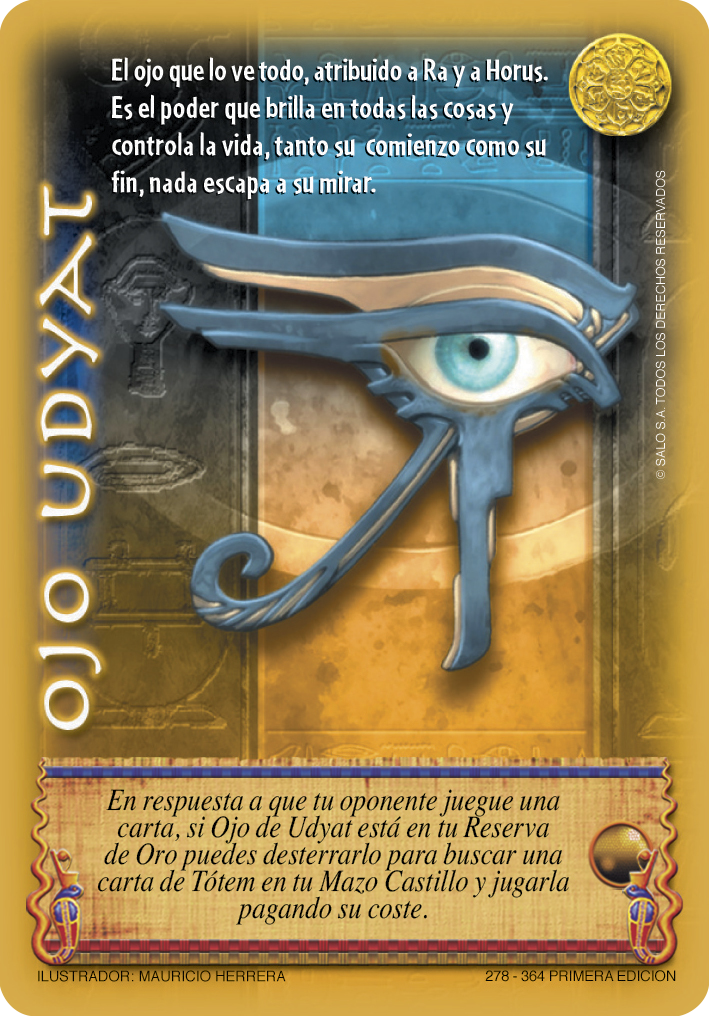 El ojo que lo ve todo, atribuido a Ra y a Horus.
Es el poder que brilla en todas las cosas y
controla la vida, tanto su comienzo como su
fin, nada escapa a su mirar.
OJO UDYAT
© SALO S.A. TODOS LOS DERECHOS RESERVADOS
En respuesta a que tu oponente juegue una
carta, si Ojo de Udyat está en tu Reserva
de Oro puedes desterrarlo para buscar una
carta de Tótem en tu Mazo Castillo y jugarla
pagando su coste.
ILUSTRADOR: MAURICIO HERRERA
278 - 364 PRIMERA EDICION